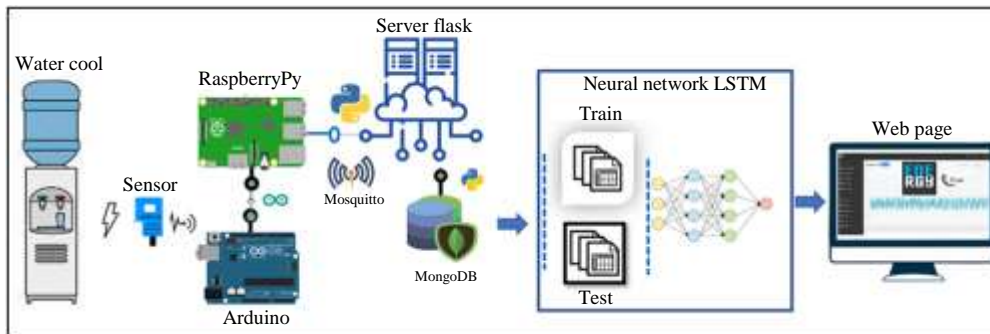 Server flask
Water cool
RaspberryPy
Neural network LSTM
Train
Web page
Sensor
Mosquitto
MongoDB
Test
Arduino